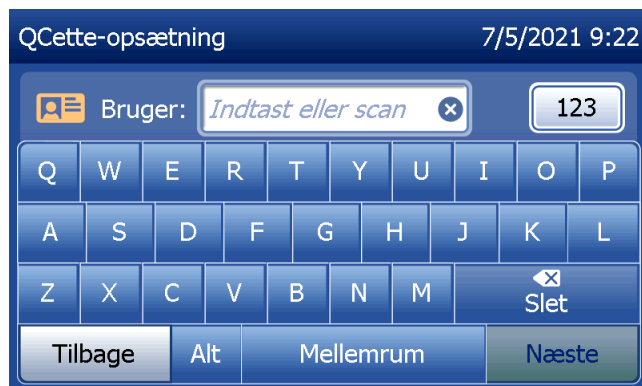 QCette-opsætning 7/5/2021 9:22
Bruger: Indtast eller scan 123
Q W E R T Y U I O P
A S D F G H J K L
Z X C V B N M Slet
Tilbage Alt Mellemrum Næste